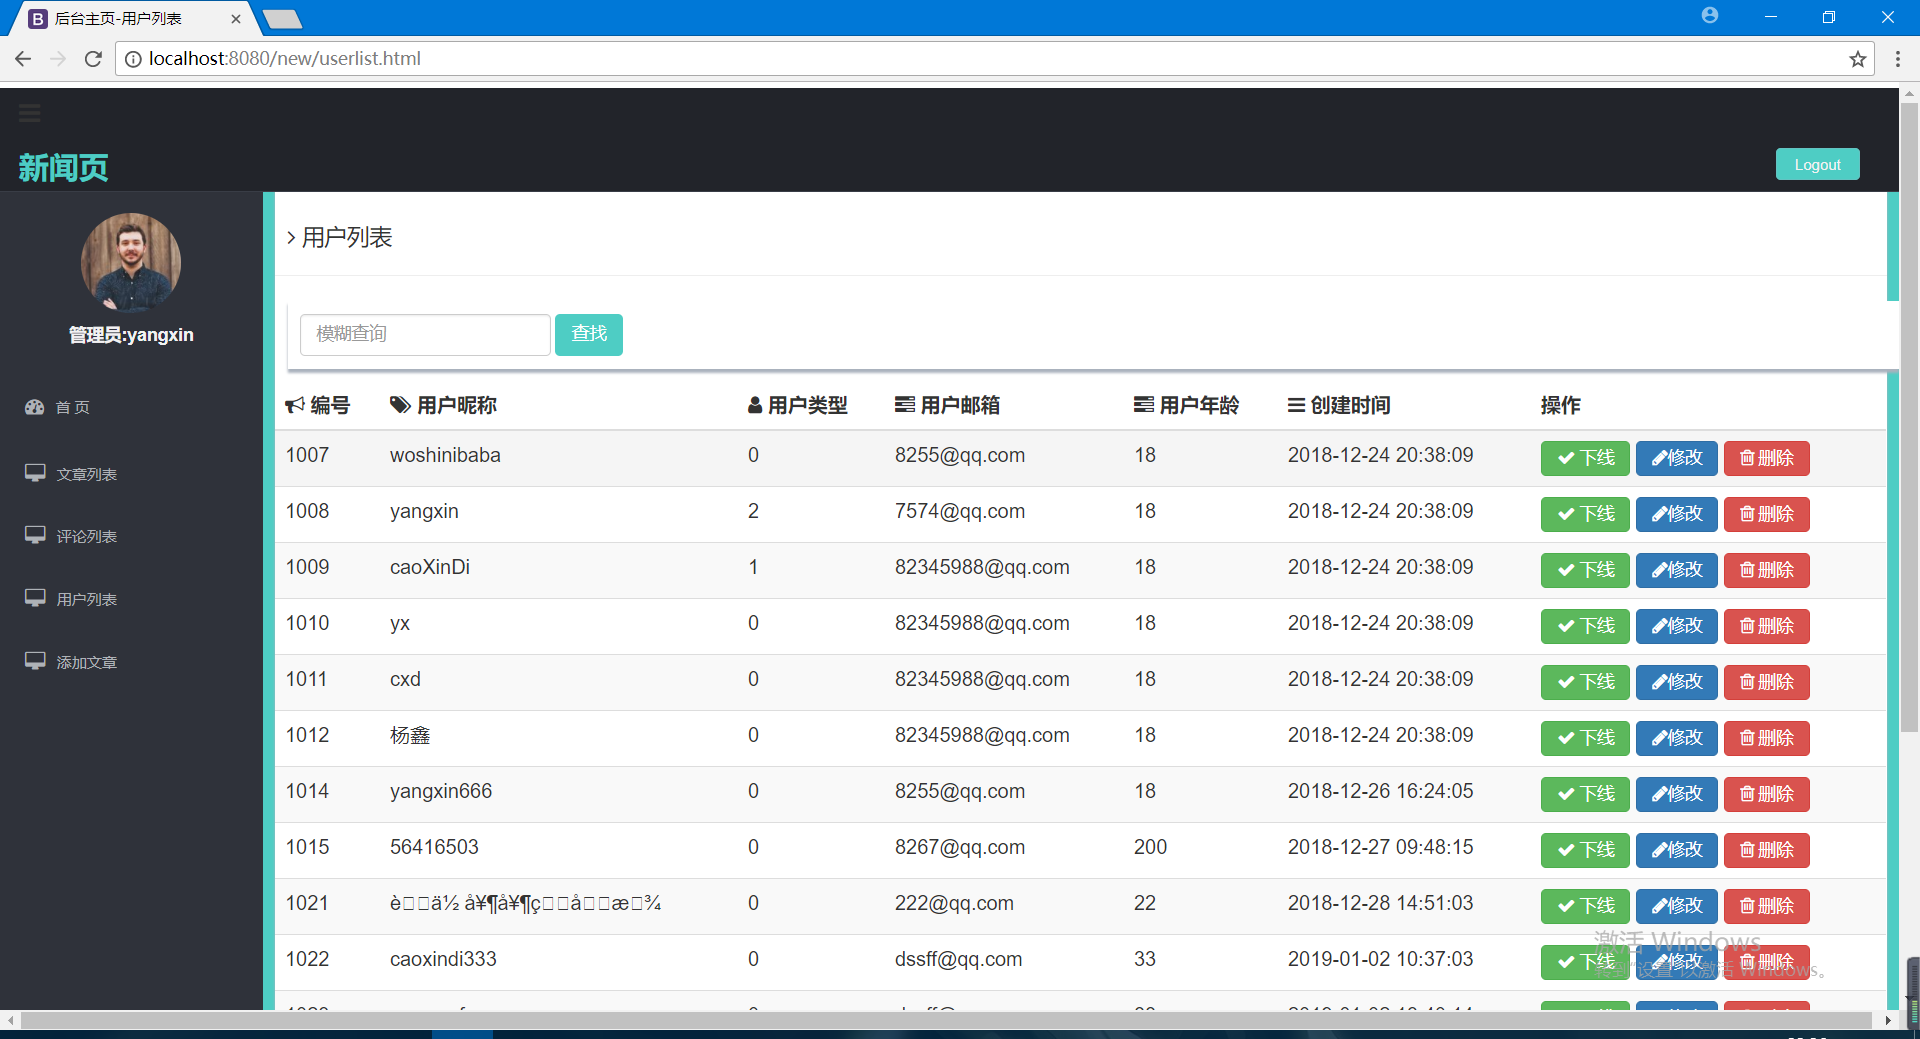 后台主页-用户列表
localhost:8080/new/userlist.html
新闻页
Logout
管理员:yangxin
首 页
文章列表
评论列表
用户列表
添加文章
用户列表
模糊查询 查找
编号 用户昵称 用户类型 用户邮箱 用户年龄 创建时间 操作
1007 woshinibaba 0 8255@qq.com 18 2018-12-24 20:38:09 下线 修改 删除
1008 yangxin 2 7574@qq.com 18 2018-12-24 20:38:09 下线 修改 删除
1009 caoXinDi 1 82345988@qq.com 18 2018-12-24 20:38:09 下线 修改 删除
1010 yx 0 82345988@qq.com 18 2018-12-24 20:38:09 下线 修改 删除
1011 cxd 0 82345988@qq.com 18 2018-12-24 20:38:09 下线 修改 删除
1012 杨鑫 0 82345988@qq.com 18 2018-12-24 20:38:09 下线 修改 删除
1014 yangxin666 0 8255@qq.com 18 2018-12-26 16:24:05 下线 修改 删除
1015 56416503 0 8267@qq.com 200 2018-12-27 09:48:15 下线 修改 删除
1021 è□□ä½ å¥¶å¥¶ç□□å□□æ□¾ 0 222@qq.com 22 2018-12-28 14:51:03 下线 修改 删除
1022 caoxindi333 0 dssff@qq.com 33 2019-01-02 10:37:03 下线 修改 删除
激活 Windows
转到"设置"以激活 Windows。